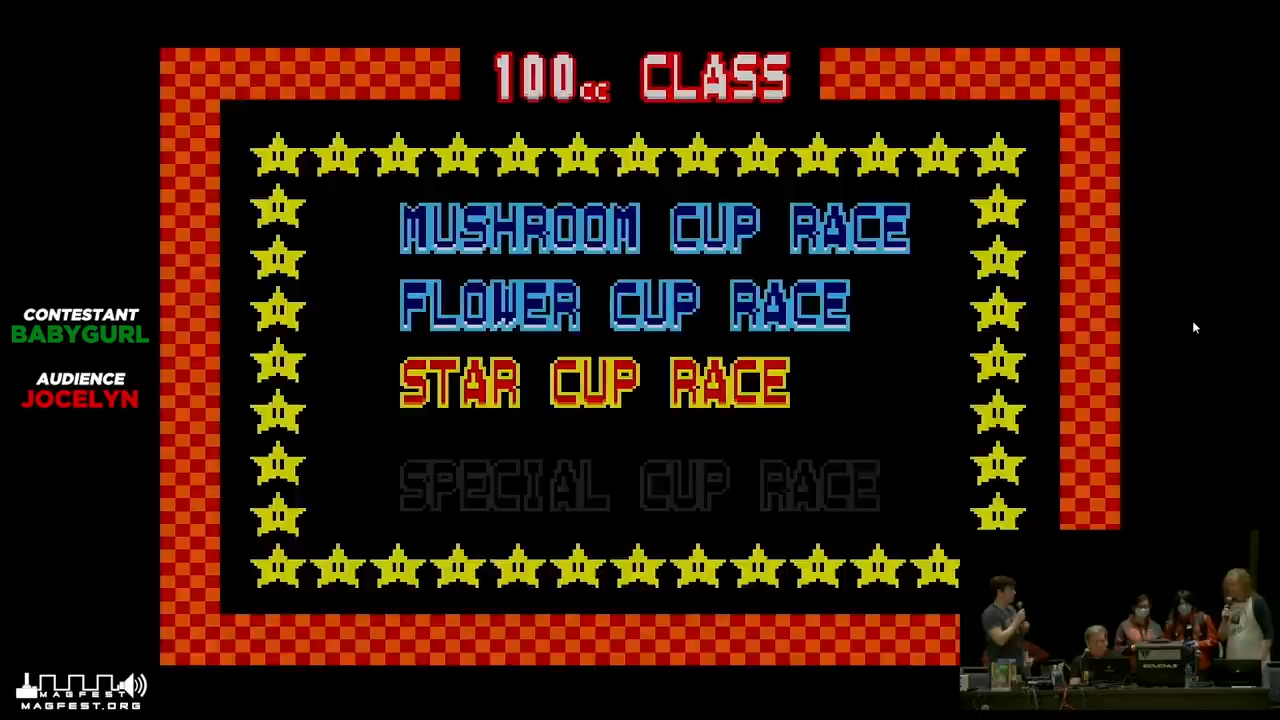 100cc CLASS
MUSHROOM CUP RACE
FLOWER CUP RACE
STAR CUP RACE
SPECIAL CUP RACE
CONTESTANT
BABYGURL
AUDIENCE
JOCELYN
MAGFEST
MAGFEST.ORG